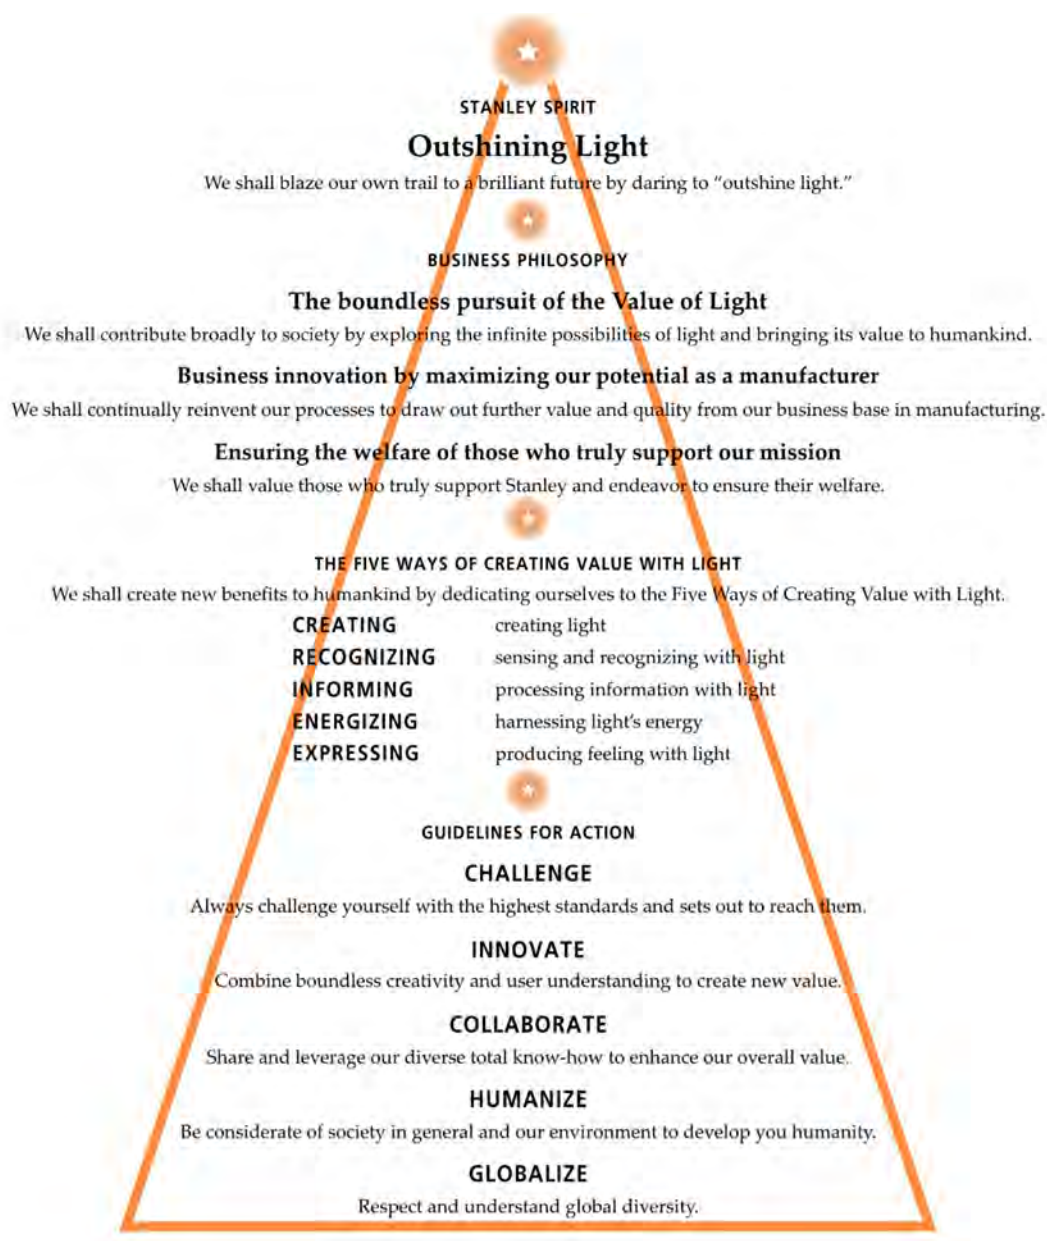 STANLEY SPIRIT
Outshining Light
We shall blaze our own trail to a brilliant future by daring to “outshine light.”
BUSINESS PHILOSOPHY
The boundless pursuit of the Value of Light
We shall contribute broadly to society by exploring the infinite possibilities of light and bringing its value to humankind.
Business innovation by maximizing our potential as a manufacturer
We shall continually reinvent our processes to draw out further value and quality from our business base in manufacturing.
Ensuring the welfare of those who truly support our mission
We shall value those who truly support Stanley and endeavor to ensure their welfare.
THE FIVE WAYS OF CREATING VALUE WITH LIGHT
We shall create new benefits to humankind by dedicating ourselves to the Five Ways of Creating Value with Light.
CREATING creating light
RECOGNIZING sensing and recognizing with light
INFORMING processing information with light
ENERGIZING harnessing light’s energy
EXPRESSING producing feeling with light
GUIDELINES FOR ACTION
CHALLENGE
Always challenge yourself with the highest standards and sets out to reach them.
INNOVATE
Combine boundless creativity and user understanding to create new value.
COLLABORATE
Share and leverage our diverse total know-how to enhance our overall value.
HUMANIZE
Be considerate of society in general and our environment to develop you humanity.
GLOBALIZE
Respect and understand global diversity.